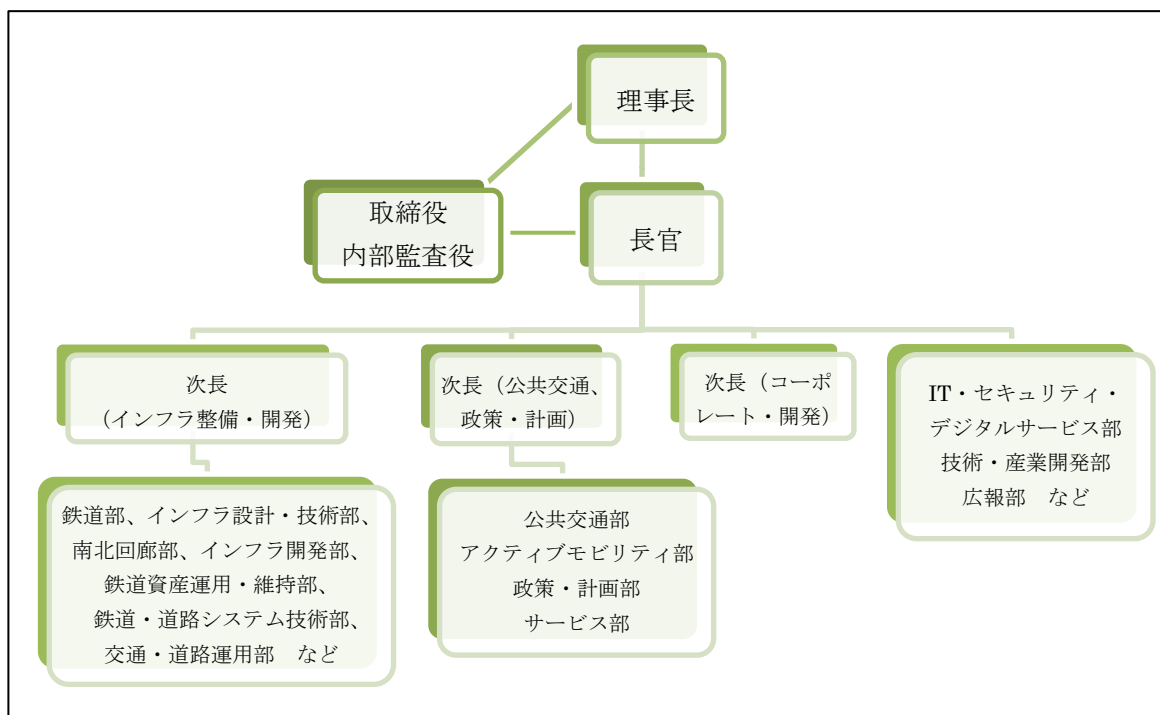 理事長
取締役
内部監査役
長官
次長
（インフラ整備・開発）
次長（公共交通、
政策・計画）
次長（コーポ
レート・開発）
IT・セキュリティ・
デジタルサービス部
技術・産業開発部
広報部　など
鉄道部、インフラ設計・技術部、
南北回廊部、インフラ開発部、
鉄道資産運用・維持部、
鉄道・道路システム技術部、
交通・道路運用部　など
公共交通部
アクティブモビリティ部
政策・計画部
サービス部